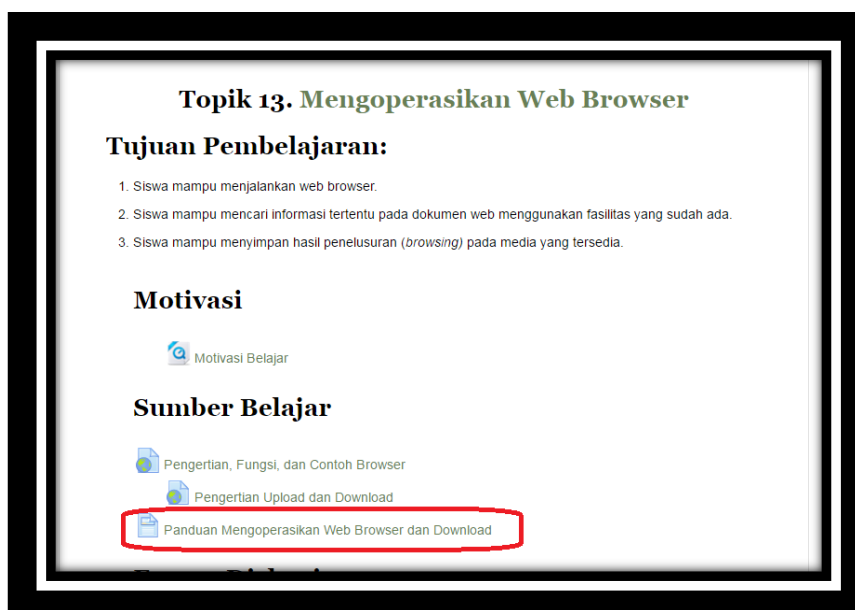 Topik 13. Mengoperasikan Web Browser
Tujuan Pembelajaran:
1. Siswa mampu menjalankan web browser.
2. Siswa mampu mencari informasi tertentu pada dokumen web menggunakan fasilitas yang sudah ada.
3. Siswa mampu menyimpan hasil penelusuran (browsing) pada media yang tersedia.
Motivasi
Motivasi Belajar
Sumber Belajar
Pengertian, Fungsi, dan Contoh Browser
Pengertian Upload dan Download
Panduan Mengoperasikan Web Browser dan Download